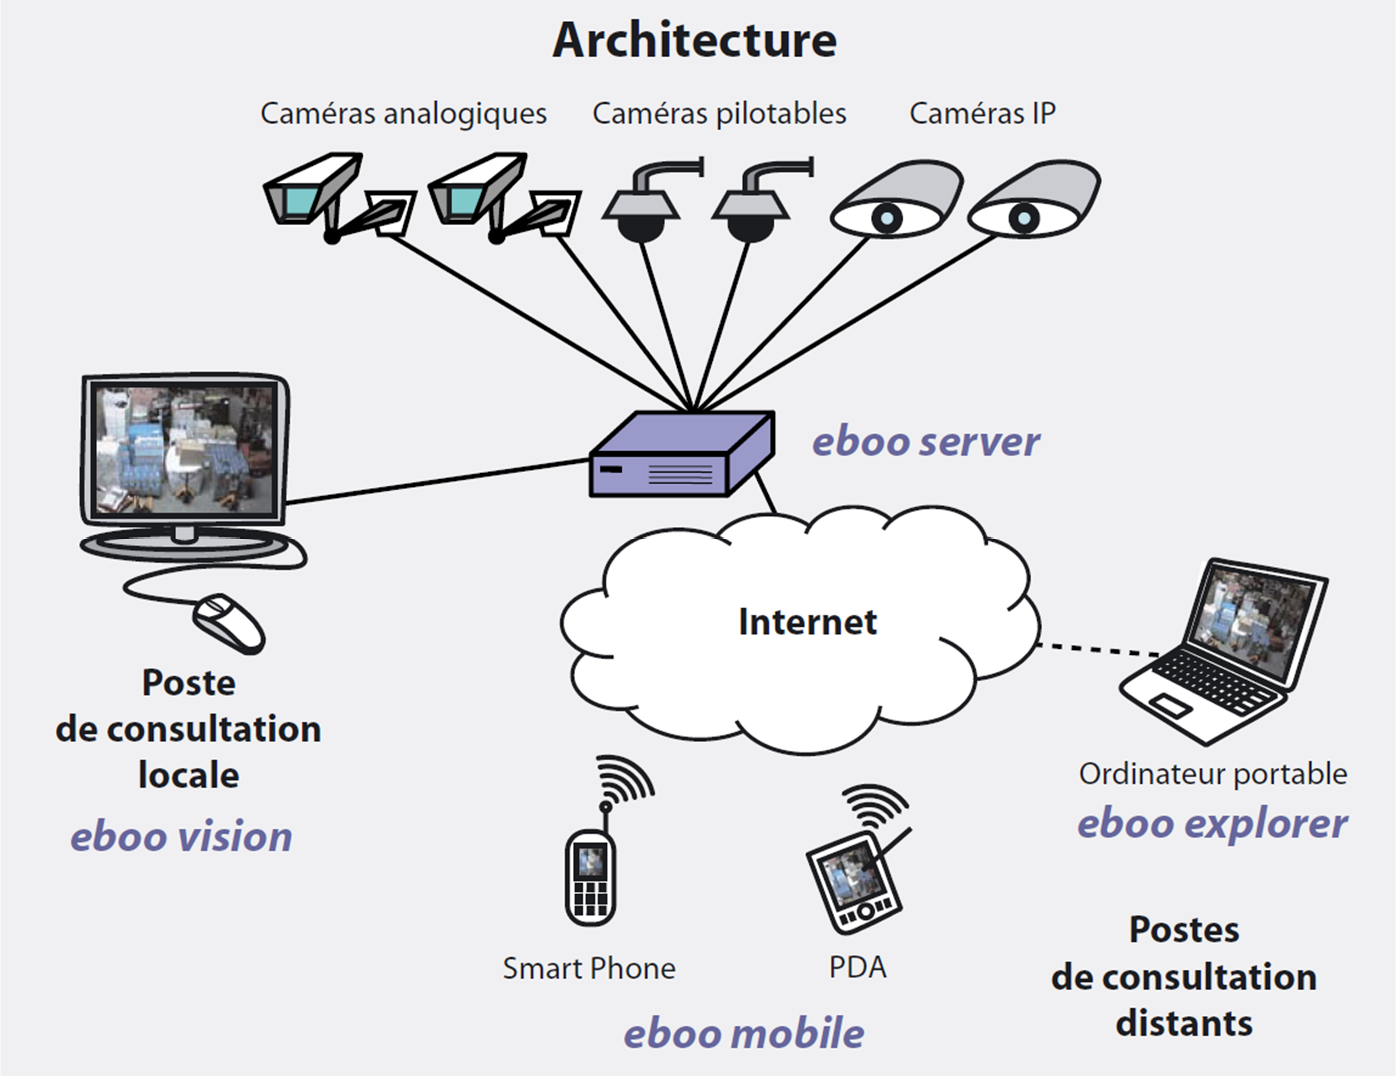 Architecture
Caméras analogiques
Caméras pilotables
Caméras IP
eboo server
Internet
Poste
de consultation
locale
eboo vision
Ordinateur portable
eboo explorer
Smart Phone
PDA
eboo mobile
Postes
de consultation
distants